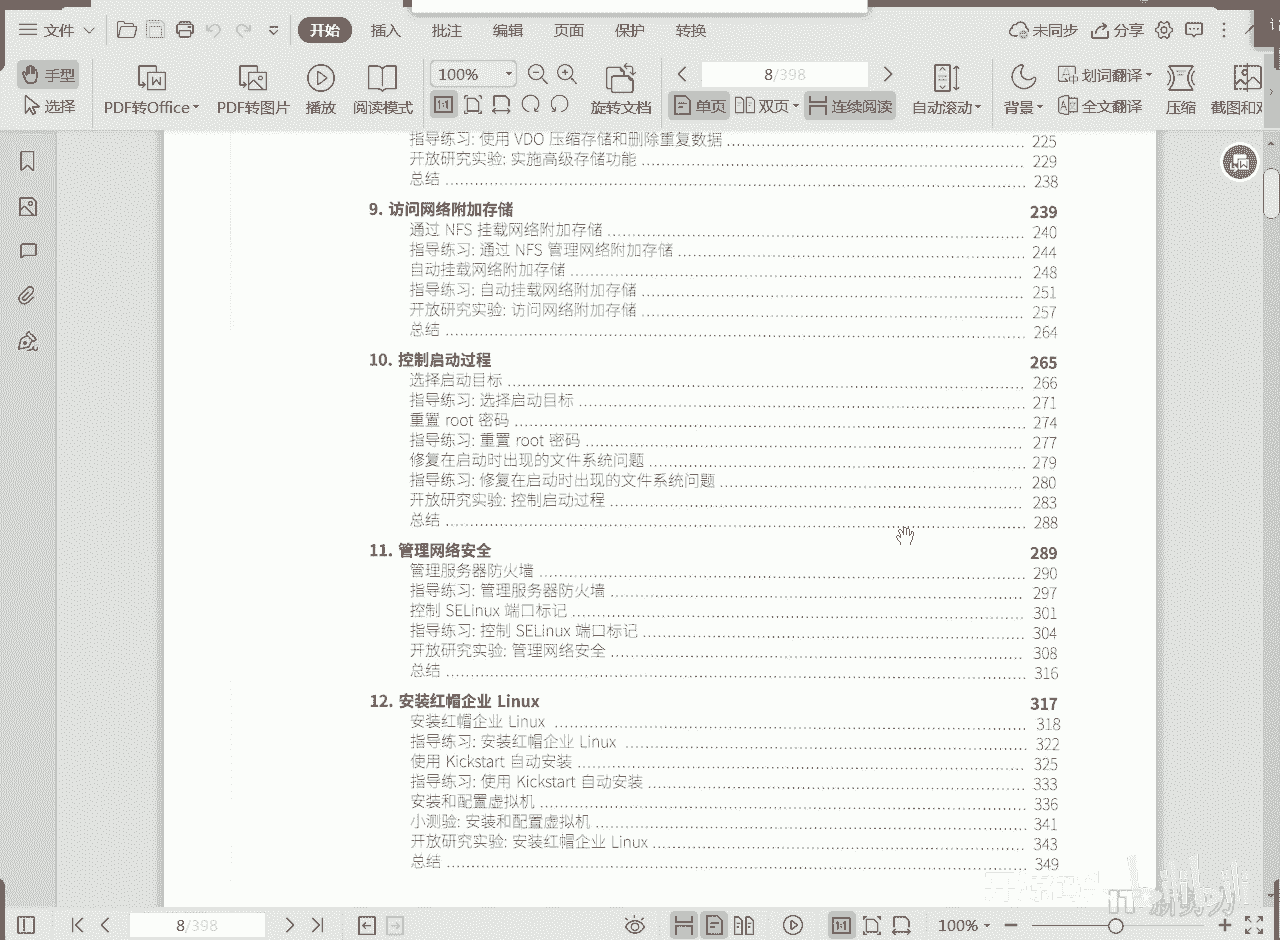 文件 开始 插入 批注 编辑 页面 保护 转换 未同步 分享
手型 100% 8/398 划词翻译
选择 PDF转Office PDF转图片 播放 阅读模式 旋转文档 单页 双页 连续阅读 自动滚动 背景 全文翻译 压缩 截图和对
指导练习: 使用 VDO 压缩存储和删除重复数据 225
开放研究实验: 实施高级存储功能 229
总结 238
9. 访问网络附加存储 239
通过 NFS 挂载网络附加存储 240
指导练习: 通过 NFS 管理网络附加存储 244
自动挂载网络附加存储 248
指导练习: 自动挂载网络附加存储 251
开放研究实验: 访问网络附加存储 257
总结 264
10. 控制启动过程 265
选择启动目标 266
指导练习: 选择启动目标 271
重置 root 密码 274
指导练习: 重置 root 密码 277
修复在启动时出现的文件系统问题 279
指导练习: 修复在启动时出现的文件系统问题 280
开放研究实验: 控制启动过程 283
总结 288
11. 管理网络安全 289
管理服务器防火墙 290
指导练习: 管理服务器防火墙 297
控制 SELinux 端口标记 301
指导练习: 控制 SELinux 端口标记 304
开放研究实验: 管理网络安全 308
总结 316
12. 安装红帽企业 Linux 317
安装红帽企业 Linux 318
指导练习: 安装红帽企业 Linux 322
使用 Kickstart 自动安装 325
指导练习: 使用 Kickstart 自动安装 333
安装和配置虚拟机 336
小测验: 安装和配置虚拟机 341
开放研究实验: 安装红帽企业 Linux 343
总结 349
8/398 100%